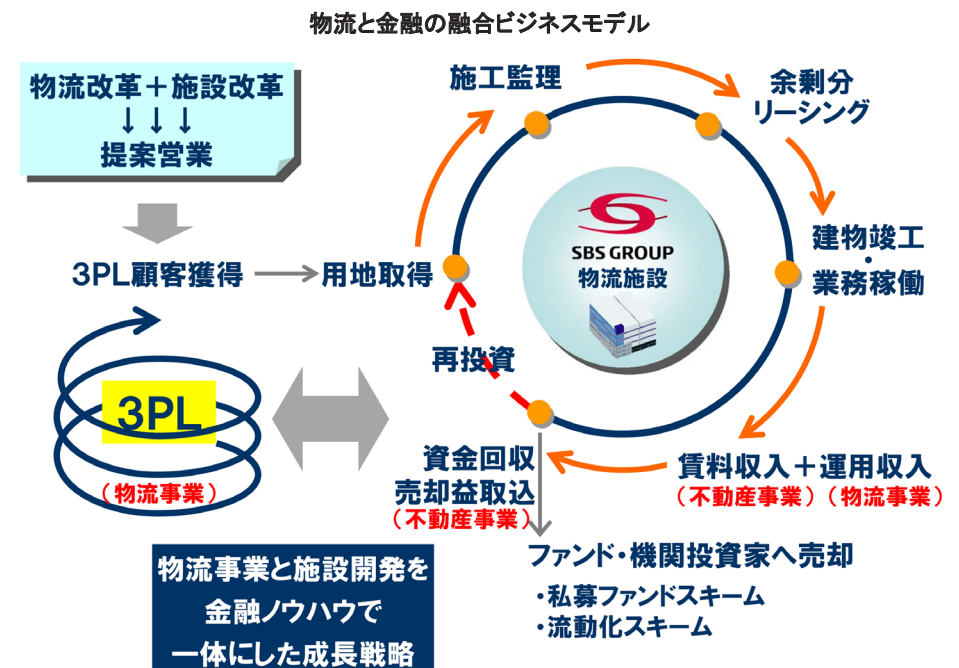 物流と金融の融合ビジネスモデル
物流改革＋施設改革
↓↓↓
提案営業
3PL顧客獲得
用地取得
施工監理
余剰分
リーシング
建物竣工
・
業務稼働
賃料収入＋運用収入
（不動産事業）（物流事業）
資金回収
売却益取込
（不動産事業）
再投資
SBS GROUP
物流施設
3PL
（物流事業）
ファンド・機関投資家へ売却
・私募ファンドスキーム
・流動化スキーム
物流事業と施設開発を
金融ノウハウで
一体にした成長戦略